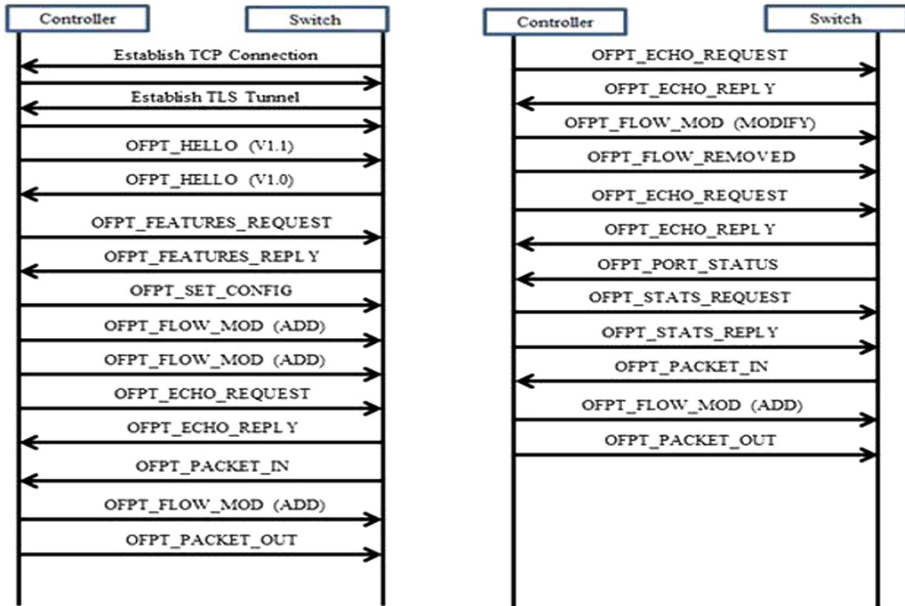 Controller
Switch
Establish TCP Connection
Establish TLS Tunnel
OFPT_HELLO (V1.1)
OFPT_HELLO (V1.0)
OFPT_FEATURES_REQUEST
OFPT_FEATURES_REPLY
OFPT_SET_CONFIG
OFPT_FLOW_MOD (ADD)
OFPT_FLOW_MOD (ADD)
OFPT_ECHO_REQUEST
OFPT_ECHO_REPLY
OFPT_PACKET_IN
OFPT_FLOW_MOD (ADD)
OFPT_PACKET_OUT
Controller
Switch
OFPT_ECHO_REQUEST
OFPT_ECHO_REPLY
OFPT_FLOW_MOD (MODIFY)
OFPT_FLOW_REMOVED
OFPT_ECHO_REQUEST
OFPT_ECHO_REPLY
OFPT_PORT_STATUS
OFPT_STATS_REQUEST
OFPT_STATS_REPLY
OFPT_PACKET_IN
OFPT_FLOW_MOD (ADD)
OFPT_PACKET_OUT